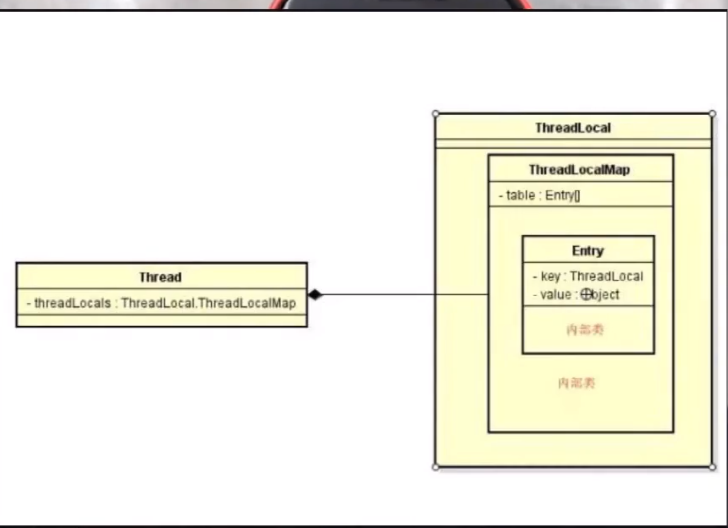 ThreadLocal
ThreadLocalMap
- table : Entry[]
Entry
- key : ThreadLocal
- value : Object
内部类
内部类
Thread
- threadLocals : ThreadLocal.ThreadLocalMap